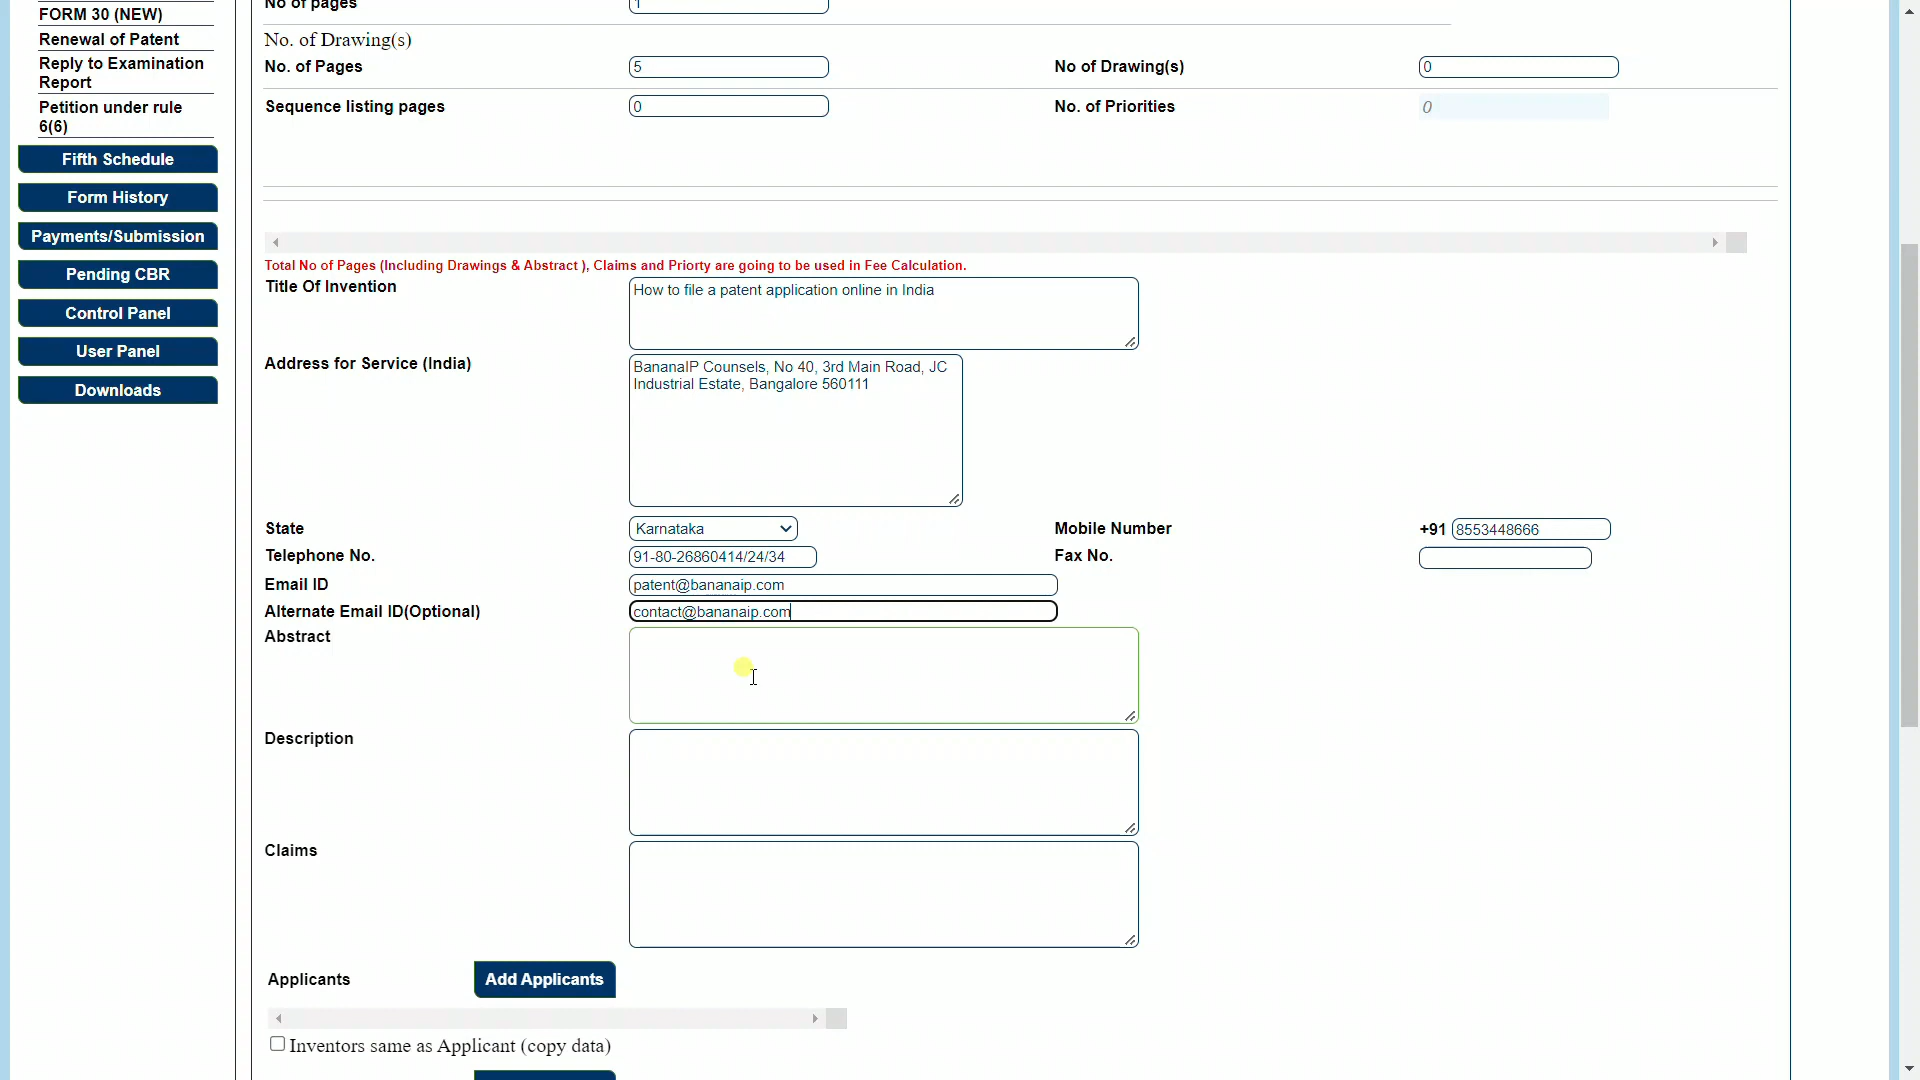 FORM 30 (NEW)
Renewal of Patent
Reply to Examination
Report
Petition under rule
6(6)
Fifth Schedule
Form History
Payments/Submission
Pending CBR
Control Panel
User Panel
Downloads
No of pages 1
No. of Drawing(s)
No. of Pages 5 No of Drawing(s) 0
Sequence listing pages 0 No. of Priorities 0
Total No of Pages (Including Drawings & Abstract ), Claims and Priorty are going to be used in Fee Calculation.
Title Of Invention How to file a patent application online in India
Address for Service (India) BananaIP Counsels, No 40, 3rd Main Road, JC
Industrial Estate, Bangalore 560111
State Karnataka Mobile Number +91 8553448666
Telephone No. 91-80-26860414/24/34 Fax No.
Email ID patent@bananaip.com
Alternate Email ID(Optional) contact@bananaip.com
Abstract
Description
Claims
Applicants Add Applicants
Inventors same as Applicant (copy data)